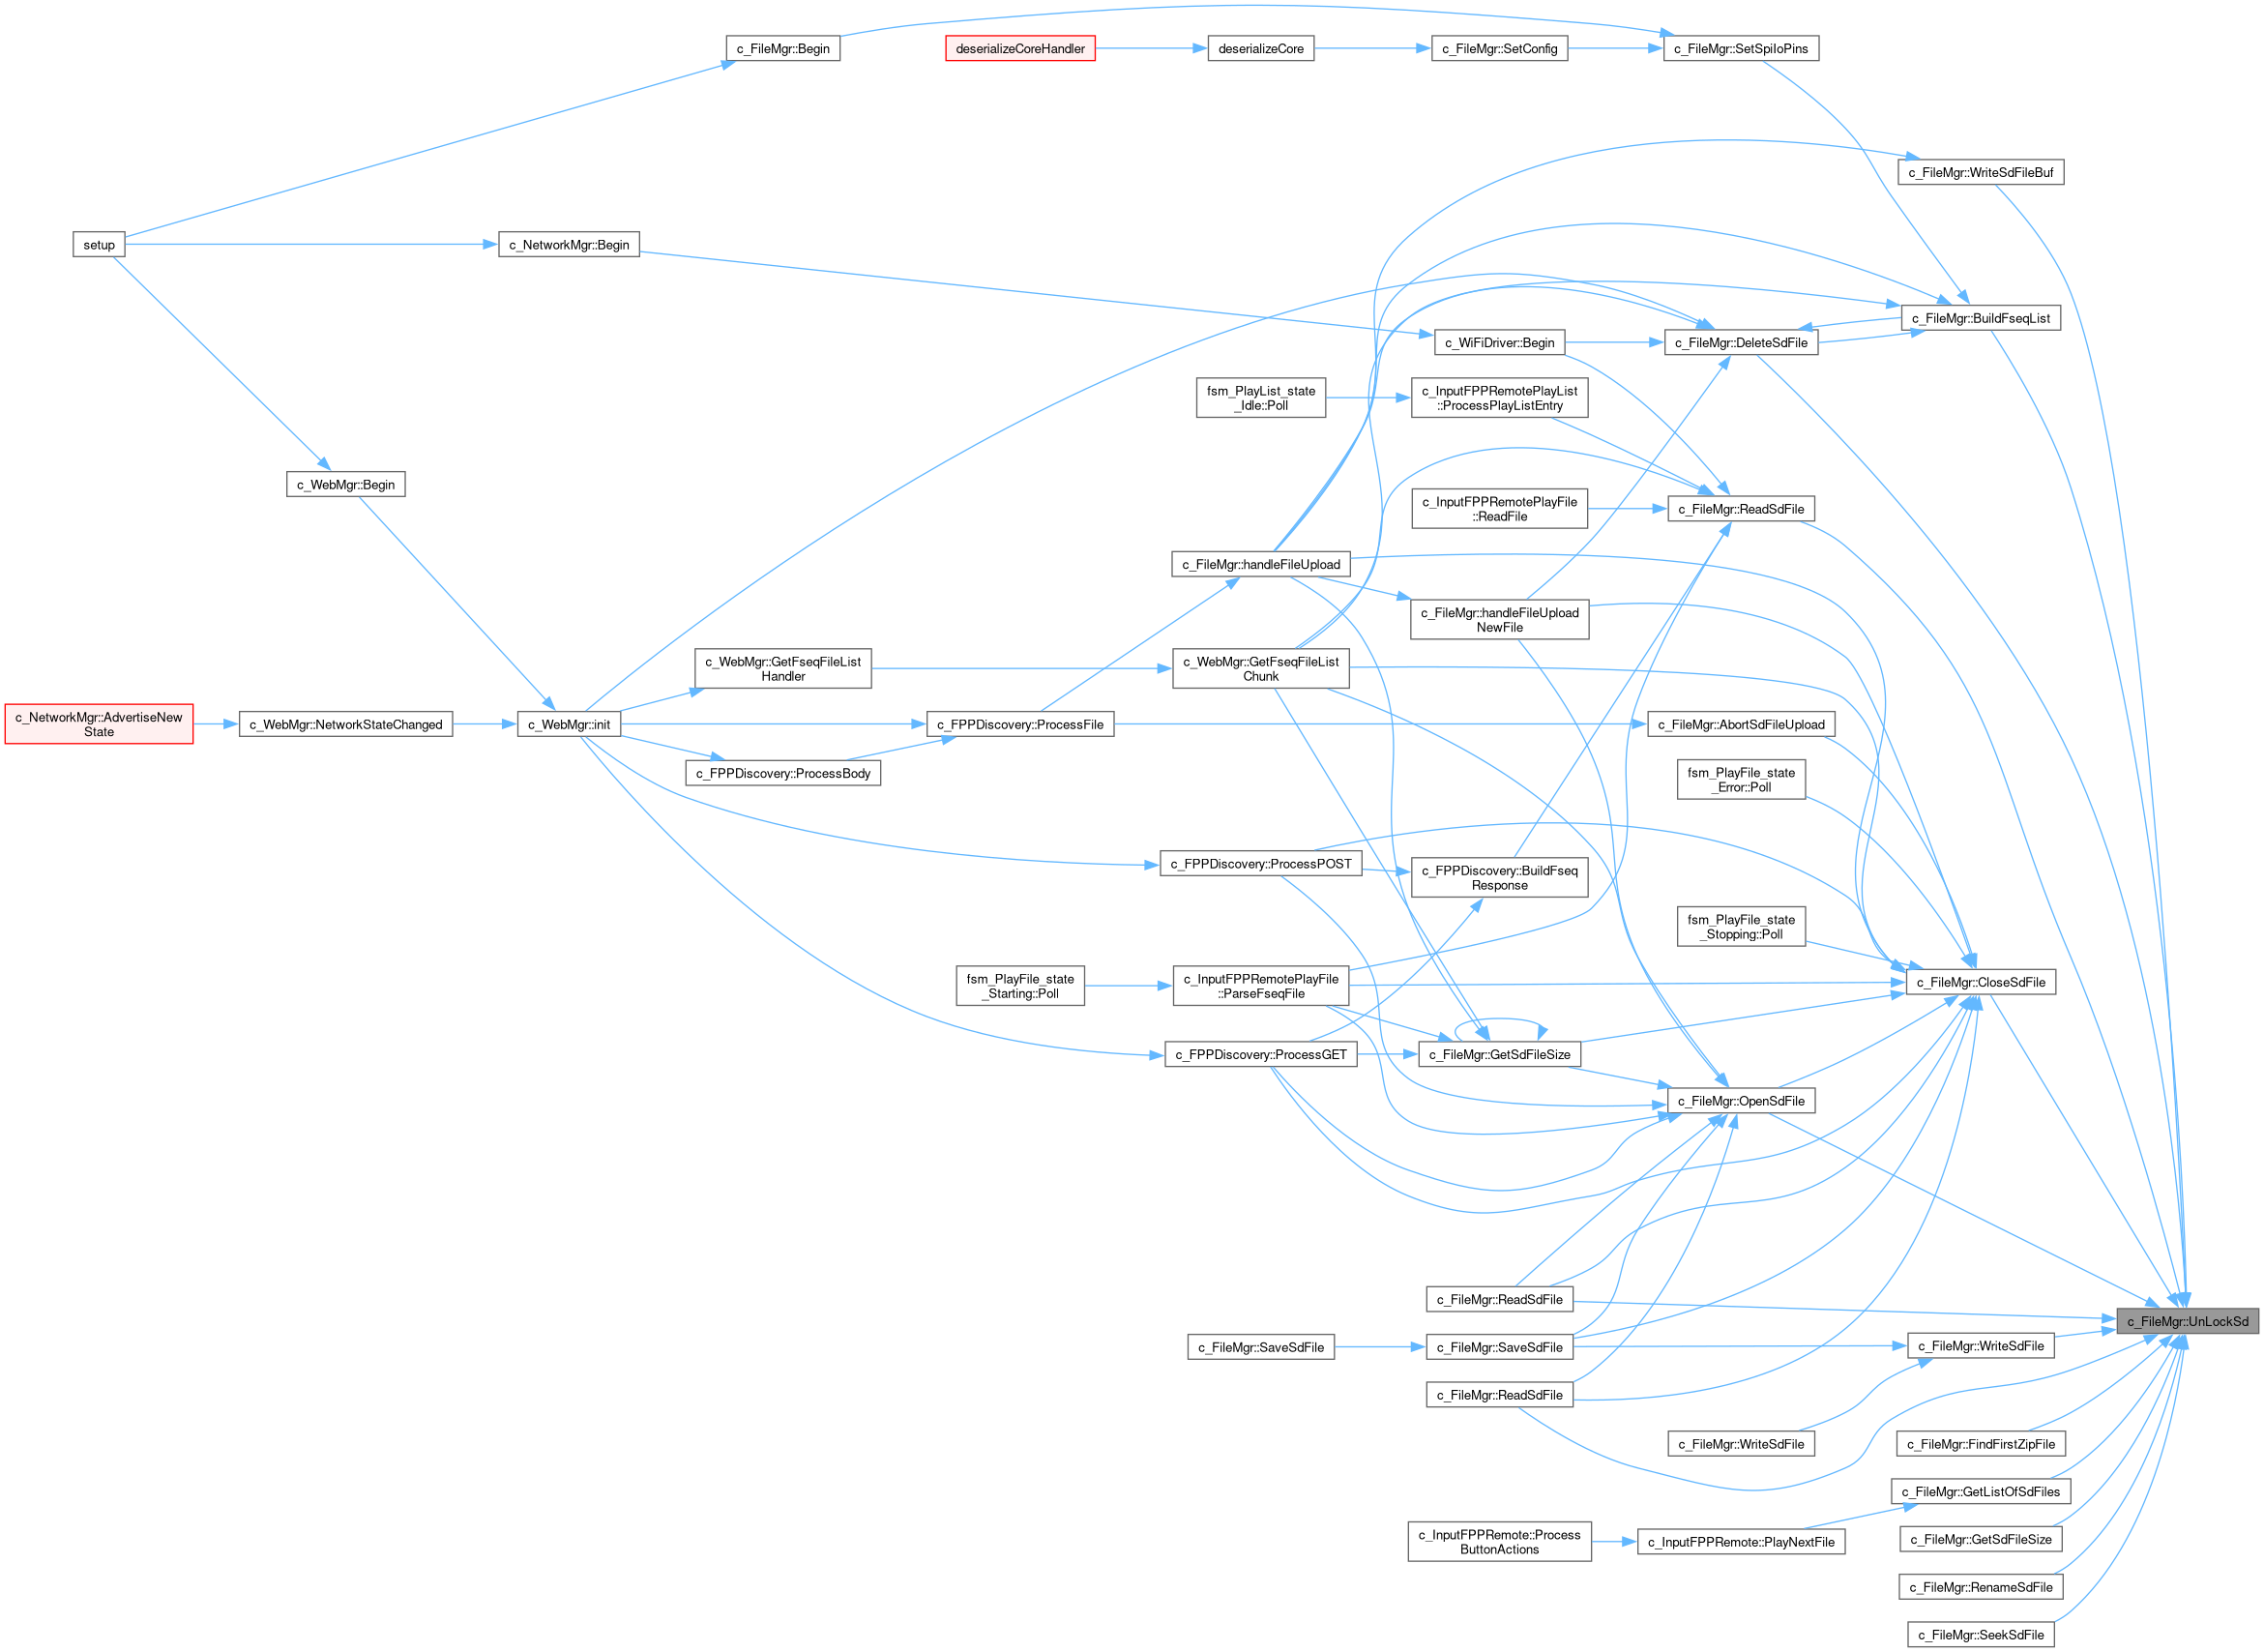 c_FileMgr::Begin
deserializeCoreHandler
deserializeCore
c_FileMgr::SetConfig
c_FileMgr::SetSpiIoPins
c_FileMgr::WriteSdFileBuf
setup
c_NetworkMgr::Begin
c_FileMgr::BuildFseqList
c_WiFiDriver::Begin
c_FileMgr::DeleteSdFile
fsm_PlayList_state
_Idle::Poll
c_InputFPPRemotePlayList
::ProcessPlayListEntry
c_WebMgr::Begin
c_InputFPPRemotePlayFile
::ReadFile
c_FileMgr::ReadSdFile
c_FileMgr::handleFileUpload
c_FileMgr::handleFileUpload
NewFile
c_WebMgr::GetFseqFileList
Handler
c_WebMgr::GetFseqFileList
Chunk
c_NetworkMgr::AdvertiseNew
State
c_WebMgr::NetworkStateChanged
c_WebMgr::init
c_FPPDiscovery::ProcessFile
c_FileMgr::AbortSdFileUpload
c_FPPDiscovery::ProcessBody
fsm_PlayFile_state
_Error::Poll
c_FPPDiscovery::ProcessPOST
c_FPPDiscovery::BuildFseq
Response
fsm_PlayFile_state
_Stopping::Poll
fsm_PlayFile_state
_Starting::Poll
c_InputFPPRemotePlayFile
::ParseFseqFile
c_FileMgr::CloseSdFile
c_FPPDiscovery::ProcessGET
c_FileMgr::GetSdFileSize
c_FileMgr::OpenSdFile
c_FileMgr::ReadSdFile
c_FileMgr::UnLockSd
c_FileMgr::SaveSdFile
c_FileMgr::SaveSdFile
c_FileMgr::WriteSdFile
c_FileMgr::ReadSdFile
c_FileMgr::WriteSdFile
c_FileMgr::FindFirstZipFile
c_FileMgr::GetListOfSdFiles
c_InputFPPRemote::Process
ButtonActions
c_InputFPPRemote::PlayNextFile
c_FileMgr::GetSdFileSize
c_FileMgr::RenameSdFile
c_FileMgr::SeekSdFile